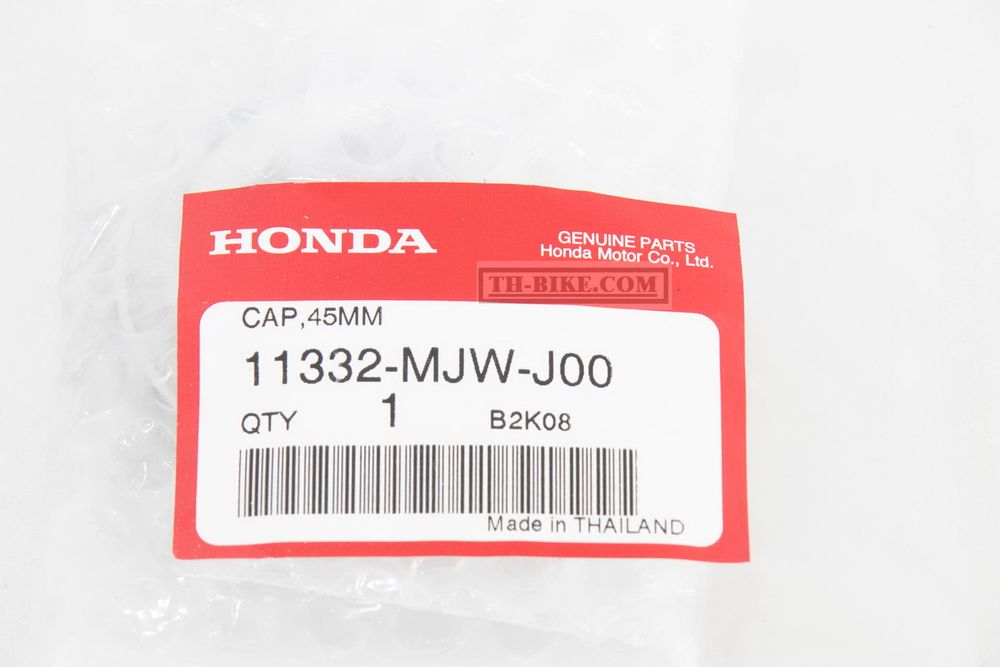 HONDA
GENUINE PARTS
Honda Motor Co., Ltd.
TH-BIKE.COM
CAP,45MM
11332-MJW-J00
QTY 1 B2K08
Made in THAILAND